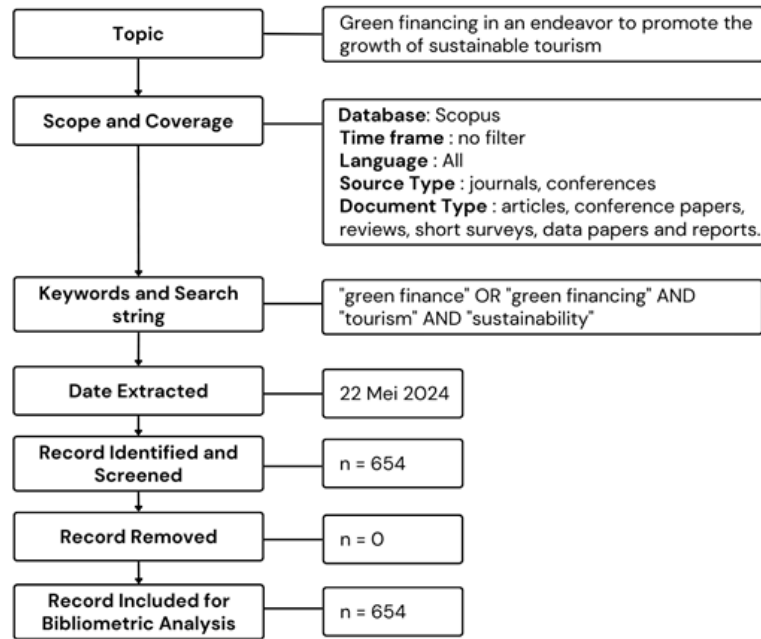 Topic
Green financing in an endeavor to promote the
growth of sustainable tourism
Scope and Coverage
Database: Scopus
Time frame : no filter
Language : All
Source Type : journals, conferences
Document Type : articles, conference papers,
reviews, short surveys, data papers and reports.
Keywords and Search
string
"green finance" OR "green financing" AND
"tourism" AND "sustainability"
Date Extracted
22 Mei 2024
Record Identified and
Screened
n = 654
Record Removed
n = 0
Record Included for
Bibliometric Analysis
n = 654